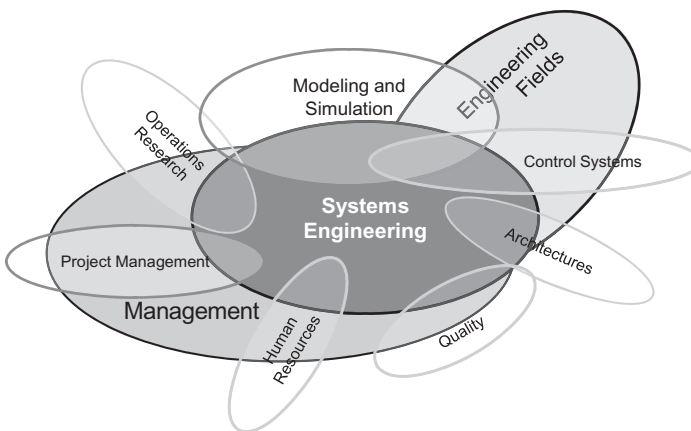 Engineering
Fields
Modeling and
Simulation
Operations
Research
Control Systems
Systems
Engineering
Architectures
Project Management
Management
Human
Resources
Quality